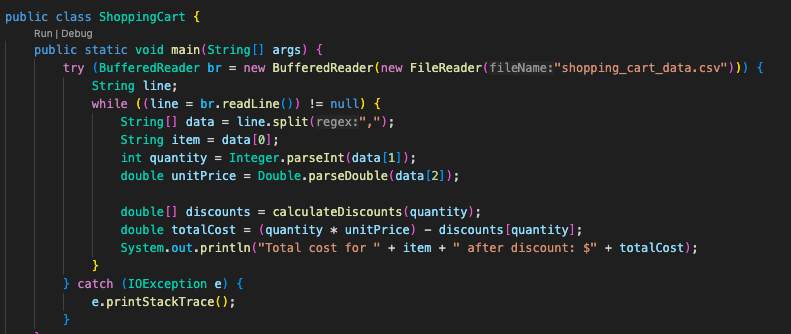 public class ShoppingCart {
Run | Debug
public static void main(String[] args) {
try (BufferedReader br = new BufferedReader(new FileReader(fileName:"shopping_cart_data.csv"))) {
String line;
while ((line = br.readLine()) != null) {
String[] data = line.split(regex:",");
String item = data[0];
int quantity = Integer.parseInt(data[1]);
double unitPrice = Double.parseDouble(data[2]);
double[] discounts = calculateDiscounts(quantity);
double totalCost = (quantity * unitPrice) - discounts[quantity];
System.out.println("Total cost for " + item + " after discount: $" + totalCost);
}
} catch (IOException e) {
e.printStackTrace();
}
}